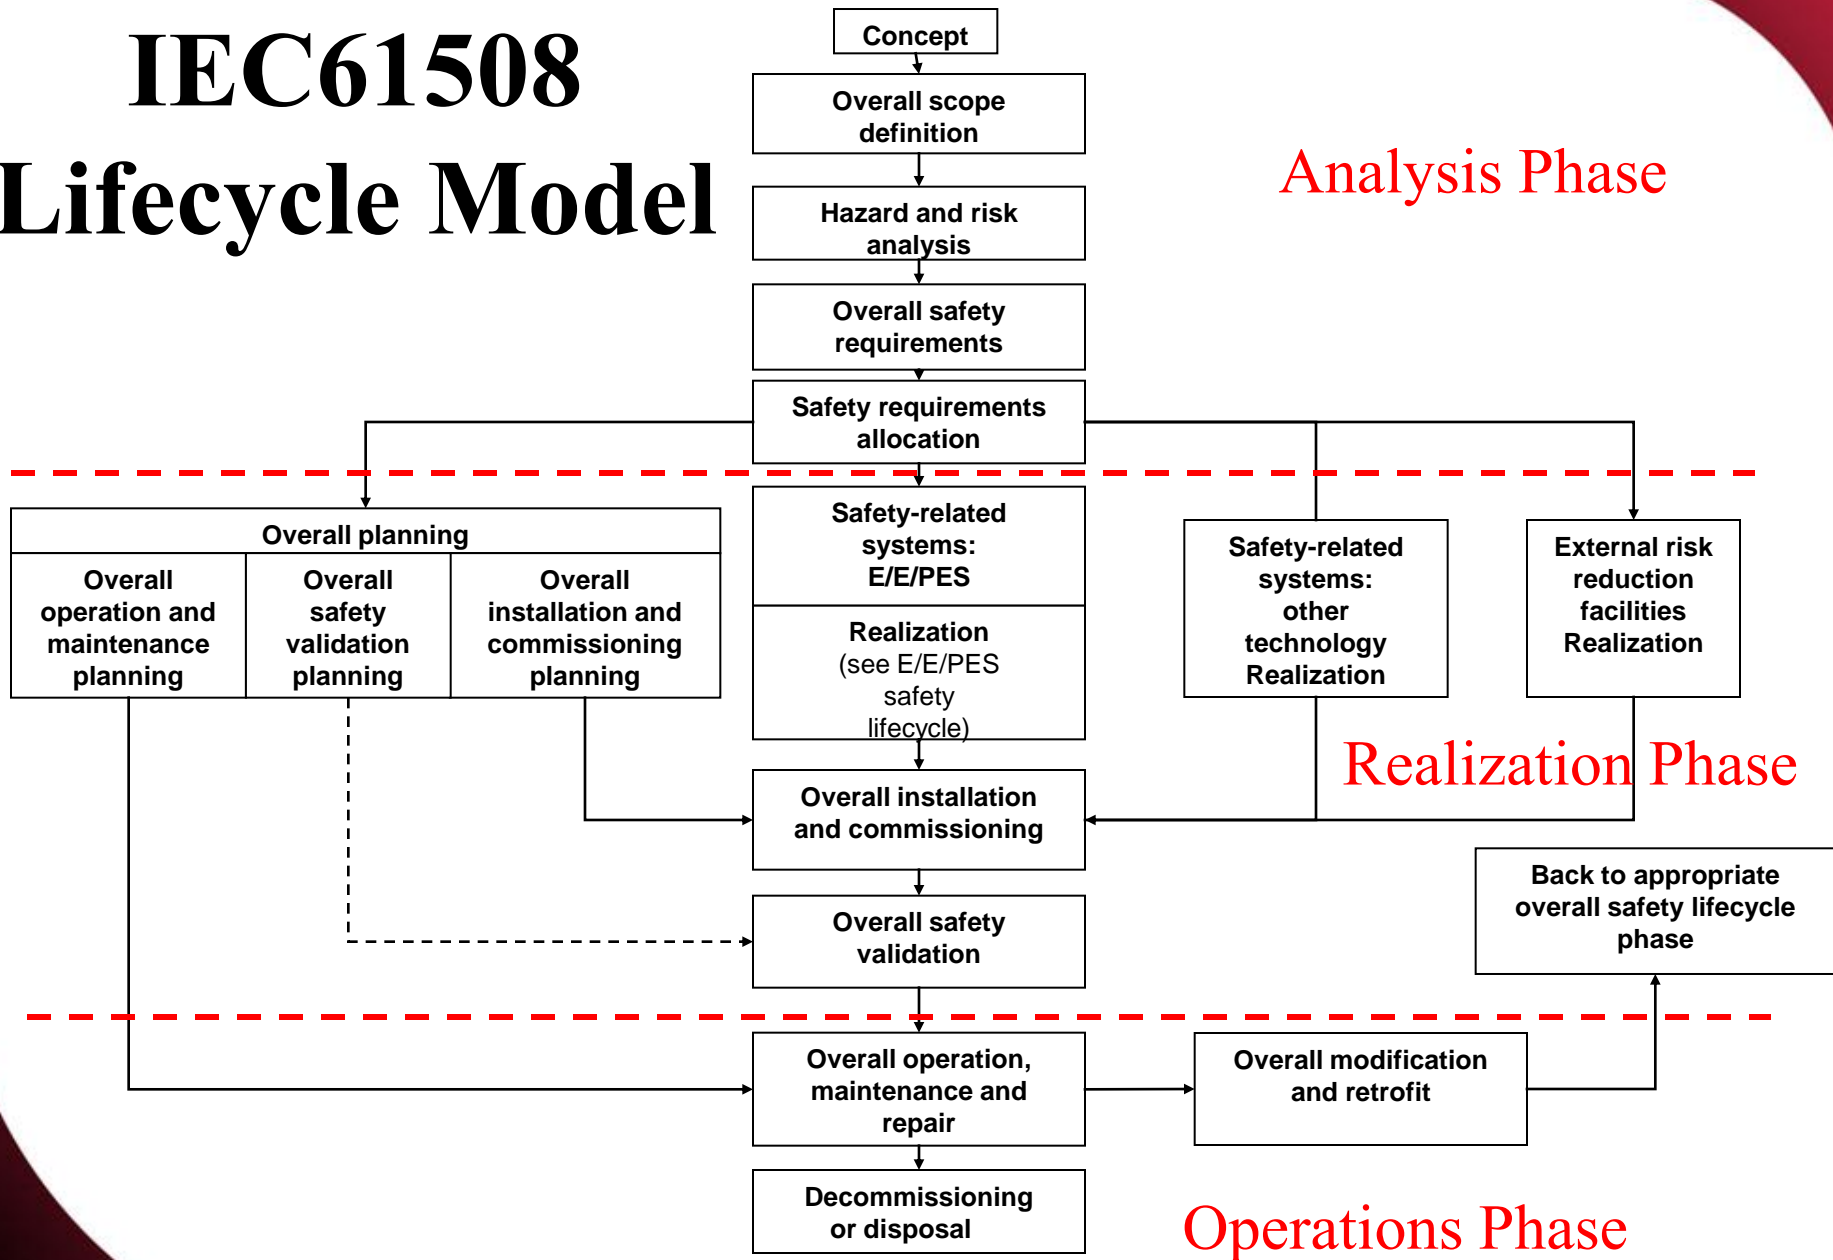 IEC61508
Lifecycle Model
Concept
Overall scope
definition
Analysis Phase
Hazard and risk
analysis
Overall safety
requirements
Safety requirements
allocation
Overall planning
Overall
operation and
maintenance
planning
Overall
safety
validation
planning
Overall
installation and
commissioning
planning
Safety-related
systems:
E/E/PES
Realization
(see E/E/PES
safety
lifecycle)
Safety-related
systems:
other
technology
Realization
External risk
reduction
facilities
Realization
Realization Phase
Overall installation
and commissioning
Overall safety
validation
Back to appropriate
overall safety lifecycle
phase
Overall operation,
maintenance and
repair
Overall modification
and retrofit
Decommissioning
or disposal
Operations Phase